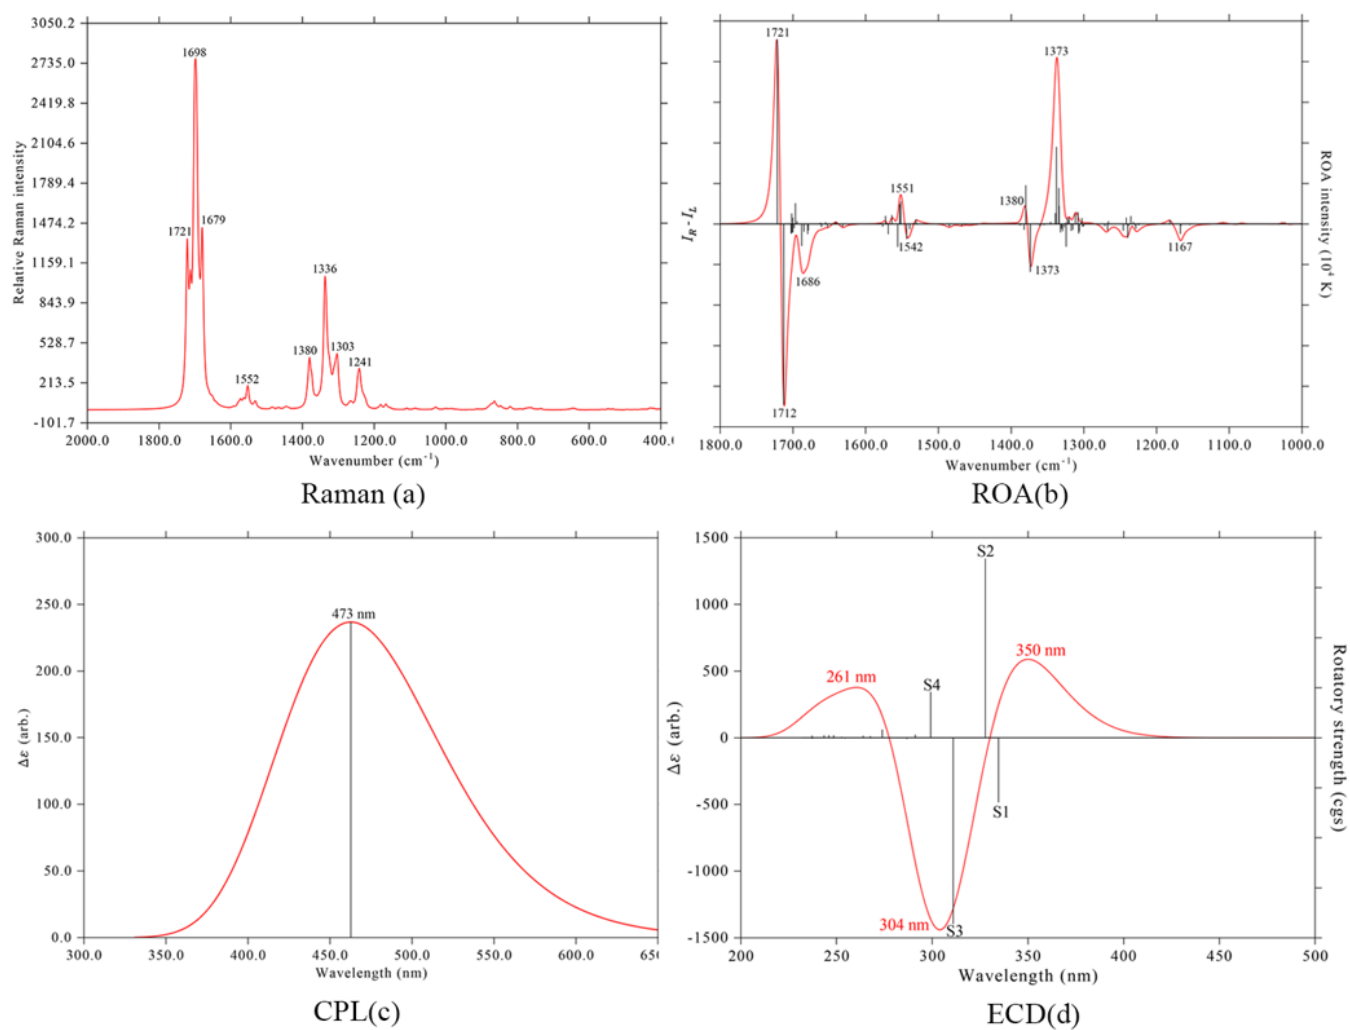 3050.2
2735.0
2419.8
2104.6
1789.4
1474.2
1159.1
843.9
528.7
213.5
-101.7
Relative Raman intensity
1698
1721
1679
1552
1380
1336
1303
1241
2000.0 1800.0 1600.0 1400.0 1200.0 1000.0 800.0 600.0 400.(
Wavenumber (cm⁻¹)
Raman (a)
I_R - I_L
1721
1712
1686
1551
1542
1380
1373
1373
1167
ROA intensity (10⁴ K)
1800.0 1700.0 1600.0 1500.0 1400.0 1300.0 1200.0 1100.0 1000.0
Wavenumber (cm⁻¹)
ROA(b)
300.0
250.0
200.0
150.0
100.0
50.0
0.0
Δε (arb.)
473 nm
300.0 350.0 400.0 450.0 500.0 550.0 600.0 650
Wavelength (nm)
CPL(c)
1500
1000
500
0
-500
-1000
-1500
Δε (arb.)
S2
350 nm
261 nm
S4
S1
304 nm
S3
Rotatory strength (cgs)
200 250 300 350 400 450 500
Wavelength (nm)
ECD(d)